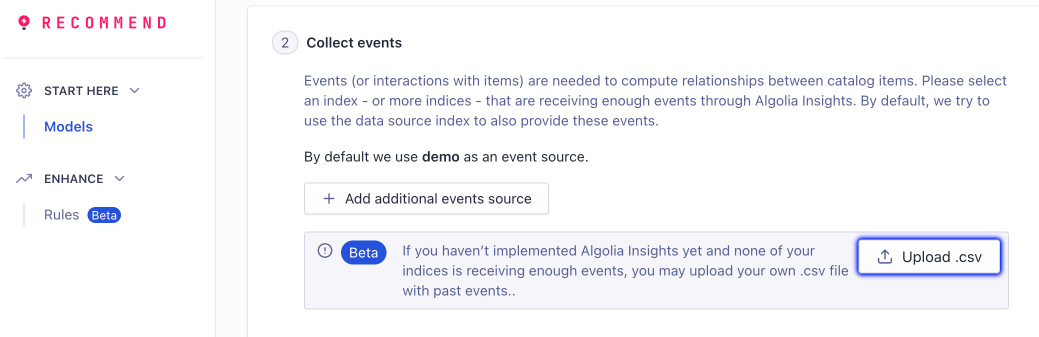 RECOMMEND
START HERE
Models
ENHANCE
Rules Beta
2 Collect events
Events (or interactions with items) are needed to compute relationships between catalog items. Please select
an index - or more indices - that are receiving enough events through Algolia Insights. By default, we try to
use the data source index to also provide these events.
By default we use demo as an event source.
+ Add additional events source
Beta If you haven’t implemented Algolia Insights yet and none of your
indices is receiving enough events, you may upload your own .csv file
with past events..
Upload .csv